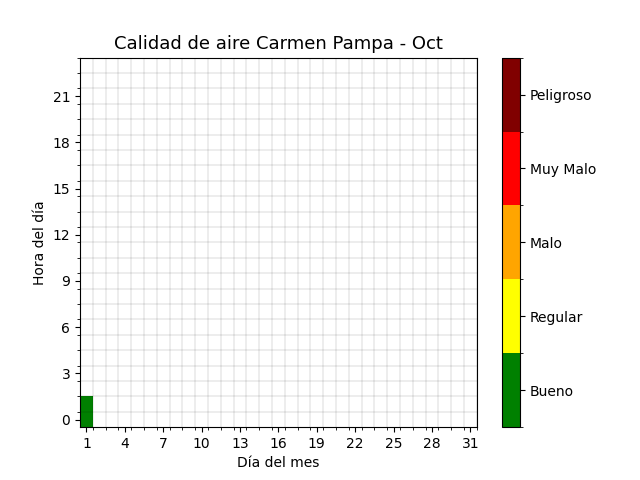 Calidad de aire Carmen Pampa - Oct
Hora del día
21
18
15
12
9
6
3
0
1 4 7 10 13 16 19 22 25 28 31
Día del mes
Peligroso
Muy Malo
Malo
Regular
Bueno